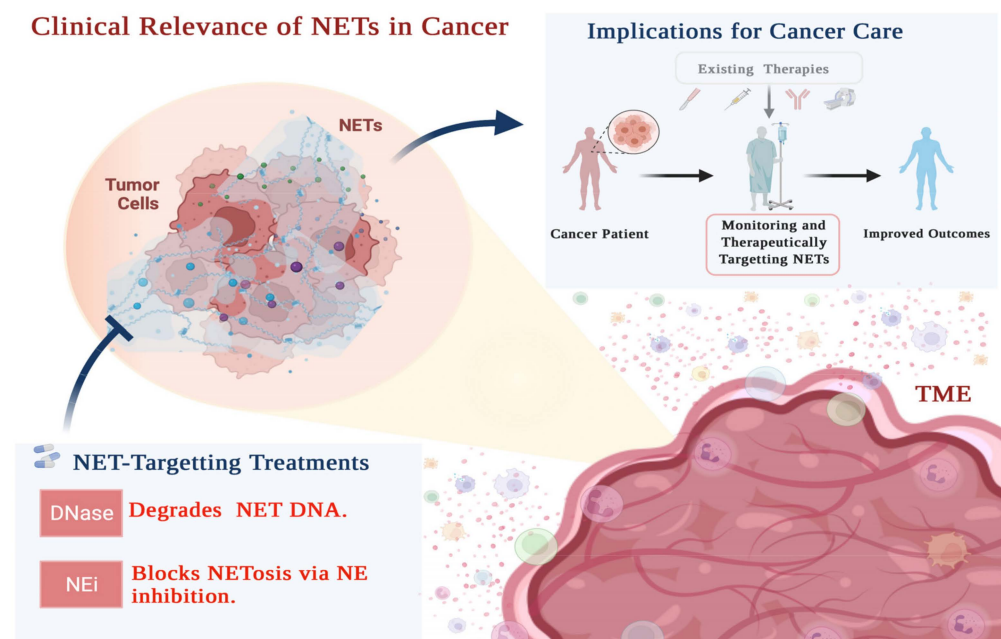 Clinical Relevance of NETs in Cancer
NETs
Tumor
Cells
Implications for Cancer Care
Existing Therapies
Cancer Patient
Monitoring and
Therapeutically
Targetting NETs
Improved Outcomes
TME
NET-Targetting Treatments
DNase
Degrades NET DNA.
NEi
Blocks NETosis via NE
inhibition.